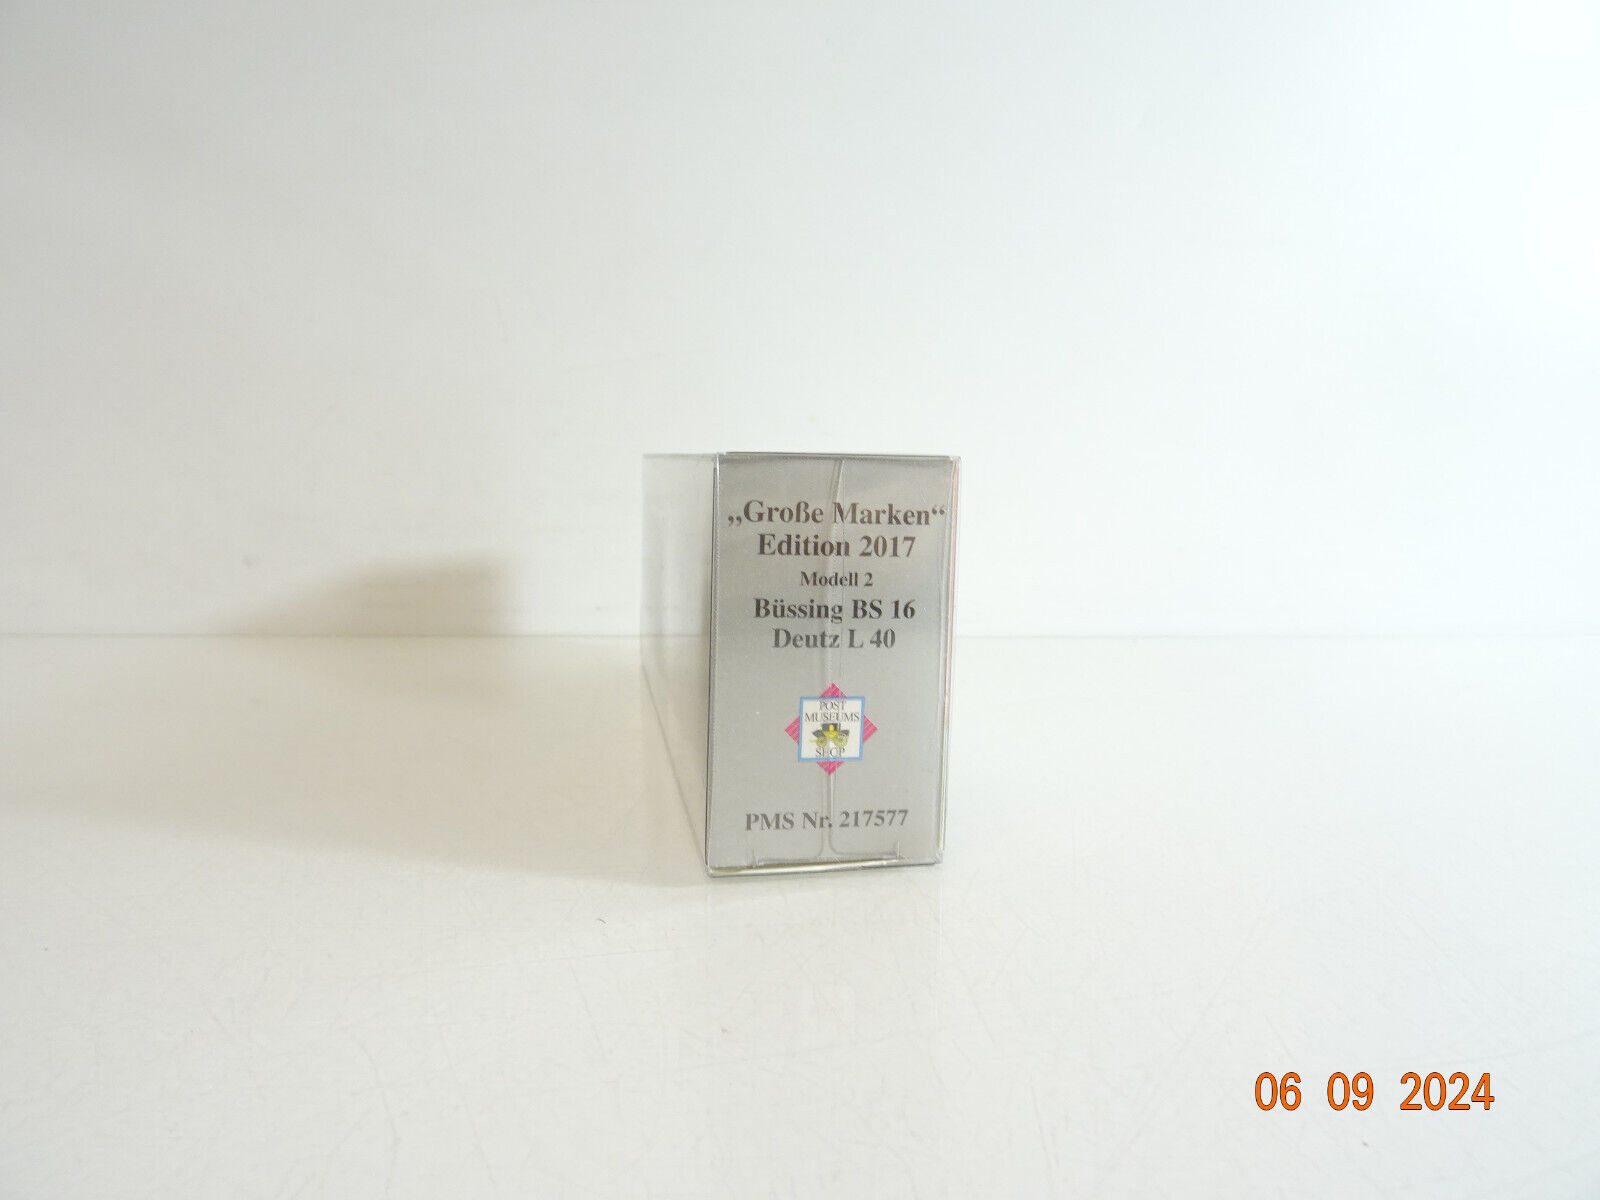 „Große Marken“
Edition 2017
Modell 2
Büssing BS 16
Deutz L 40
POST
MUSEUMS
SHOP
PMS Nr. 217577
06 09 2024